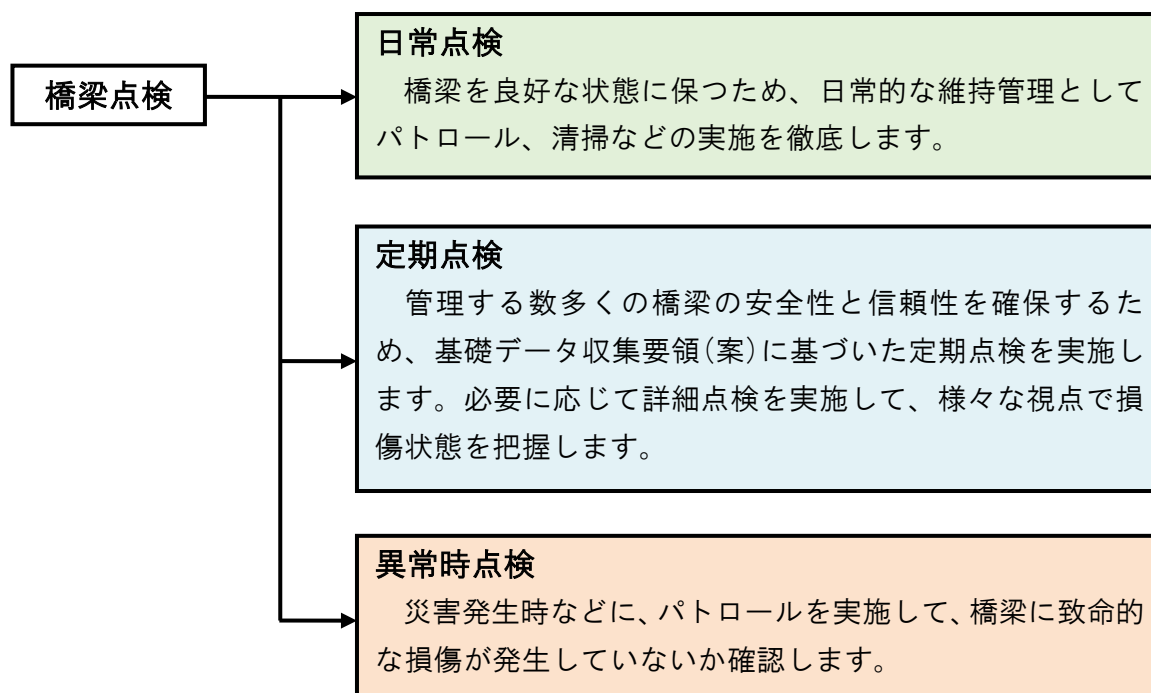 橋梁点検
日常点検
橋梁を良好な状態に保つため、日常的な維持管理として
パトロール、清掃などの実施を徹底します。
定期点検
管理する数多くの橋梁の安全性と信頼性を確保するた
め、基礎データ収集要領(案)に基づいた定期点検を実施し
ます。必要に応じて詳細点検を実施して、様々な視点で損
傷状態を把握します。
異常時点検
災害発生時などに、パトロールを実施して、橋梁に致命的
な損傷が発生していないか確認します。